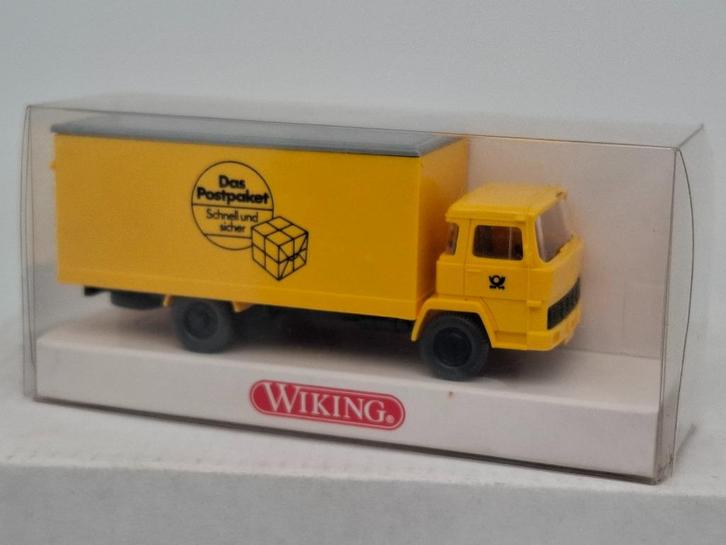 Das
Postpaket
Schnell und
sicher
WIKING®